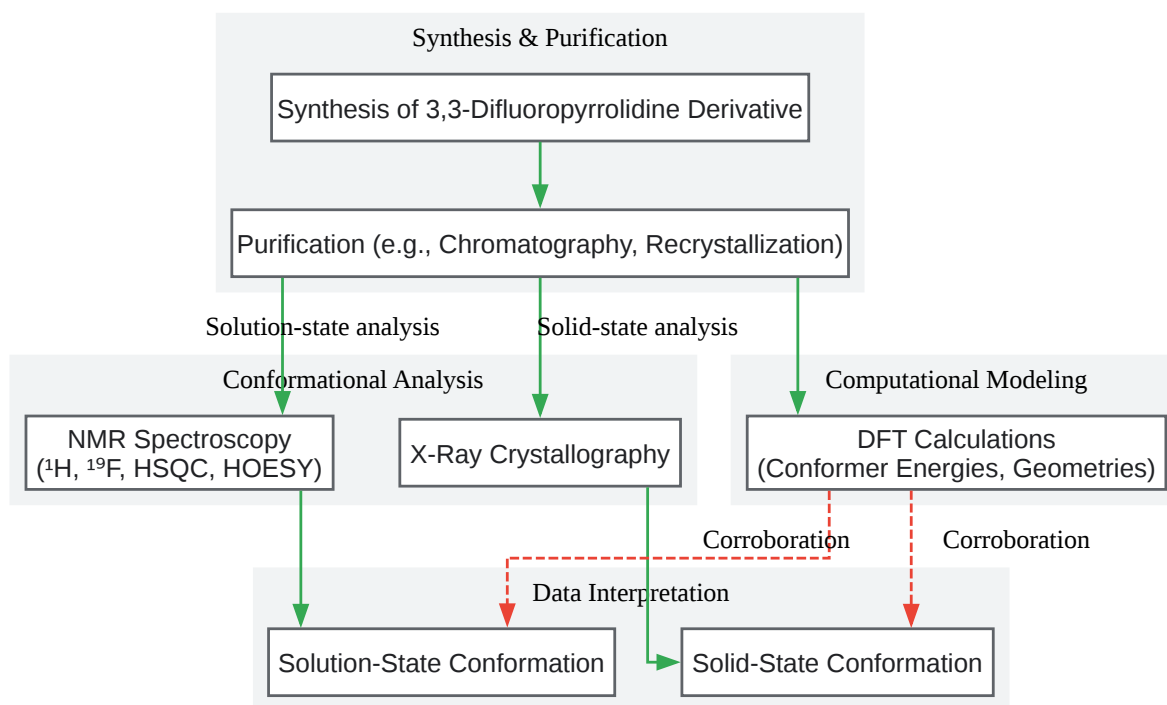 Synthesis & Purification
Synthesis of 3,3-Difluoropyrrolidine Derivative
Purification (e.g., Chromatography, Recrystallization)
Solution-state analysis
Solid-state analysis
Conformational Analysis
Computational Modeling
NMR Spectroscopy
(¹H, ¹⁹F, HSQC, HOESY)
X-Ray Crystallography
DFT Calculations
(Conformer Energies, Geometries)
Corroboration
Corroboration
Data Interpretation
Solution-State Conformation
Solid-State Conformation